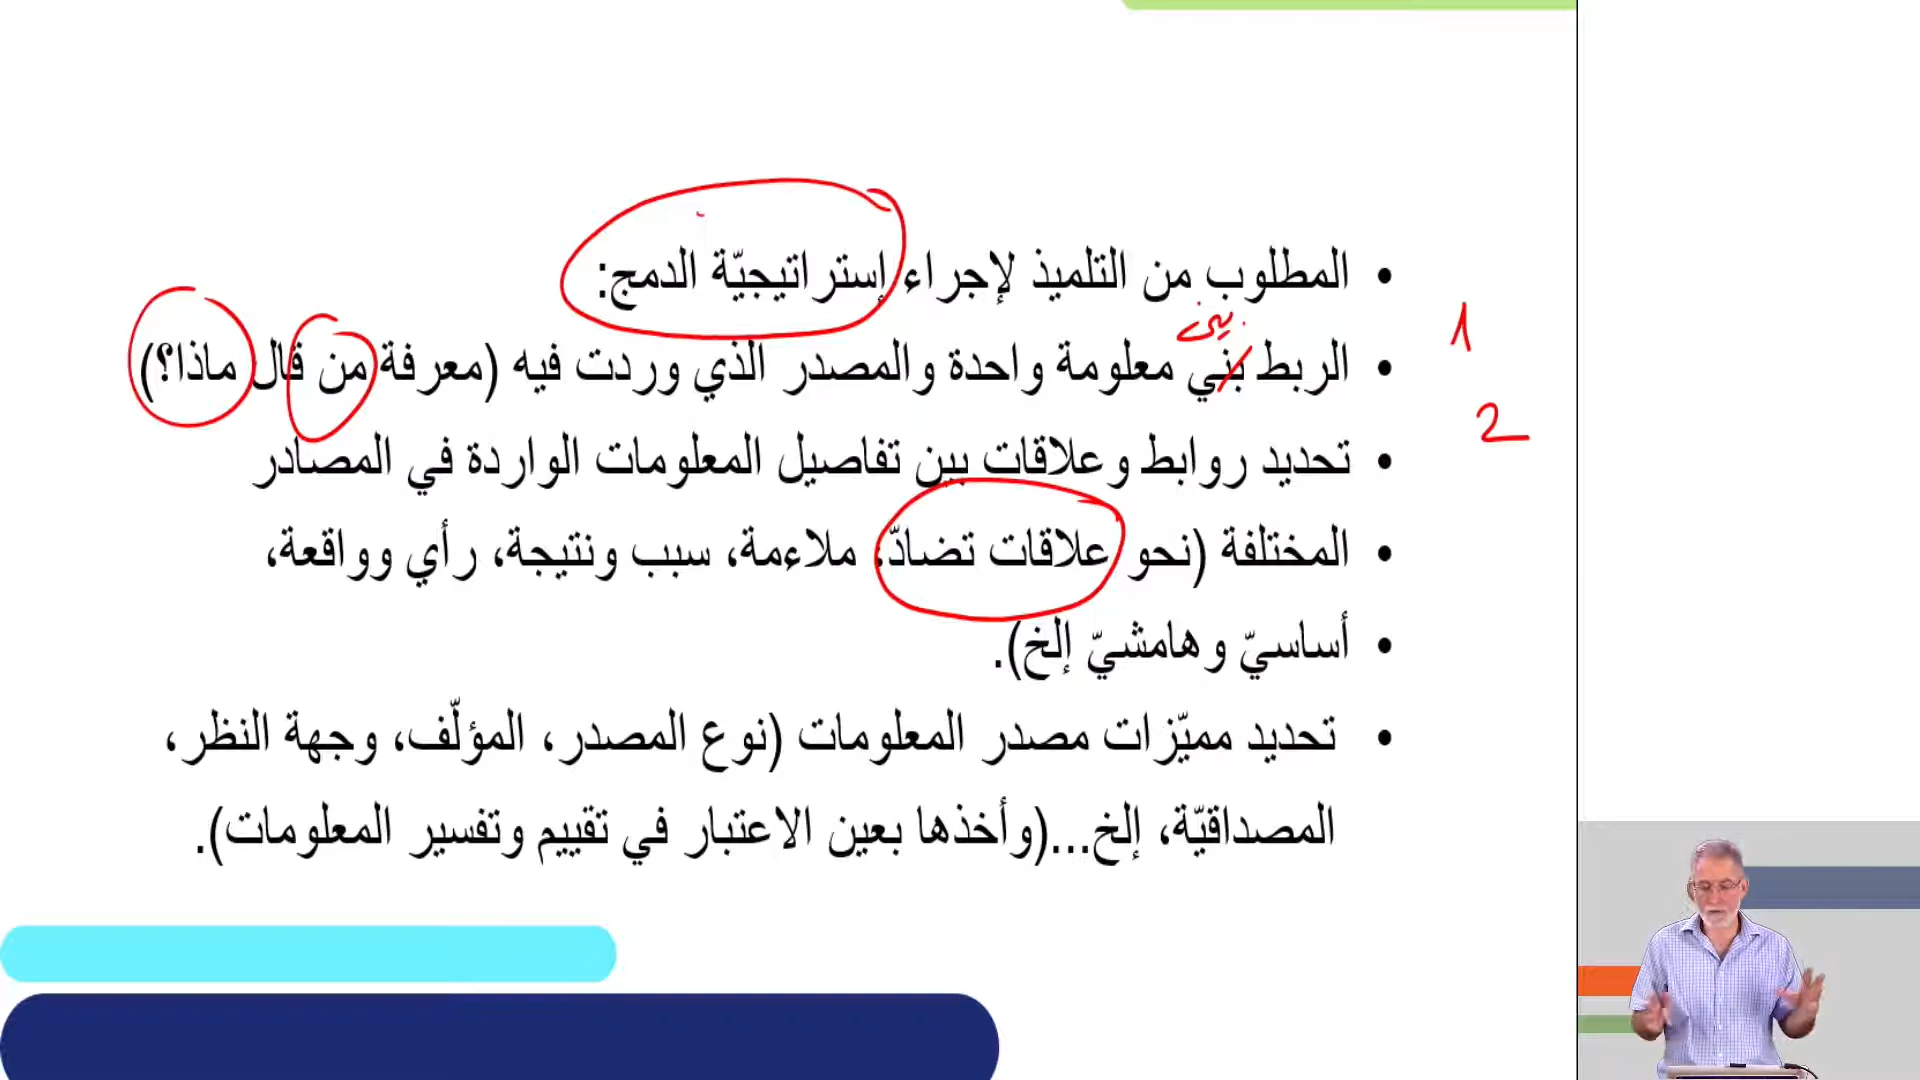 • المطلوب من التلميذ لإجراء إستراتيجيّة الدمج:
بين
• الربط بني معلومة واحدة والمصدر الذي وردت فيه (معرفة من قال ماذا؟)
1
• تحديد روابط وعلاقات بين تفاصيل المعلومات الواردة في المصادر
2
• المختلفة (نحو علاقات تضادّ، ملاءمة، سبب ونتيجة، رأي وواقعة،
• أساسيّ وهامشيّ إلخ).
• تحديد مميّزات مصدر المعلومات (نوع المصدر، المؤلّف، وجهة النظر،
المصداقيّة، إلخ...(وأخذها بعين الاعتبار في تقييم وتفسير المعلومات).